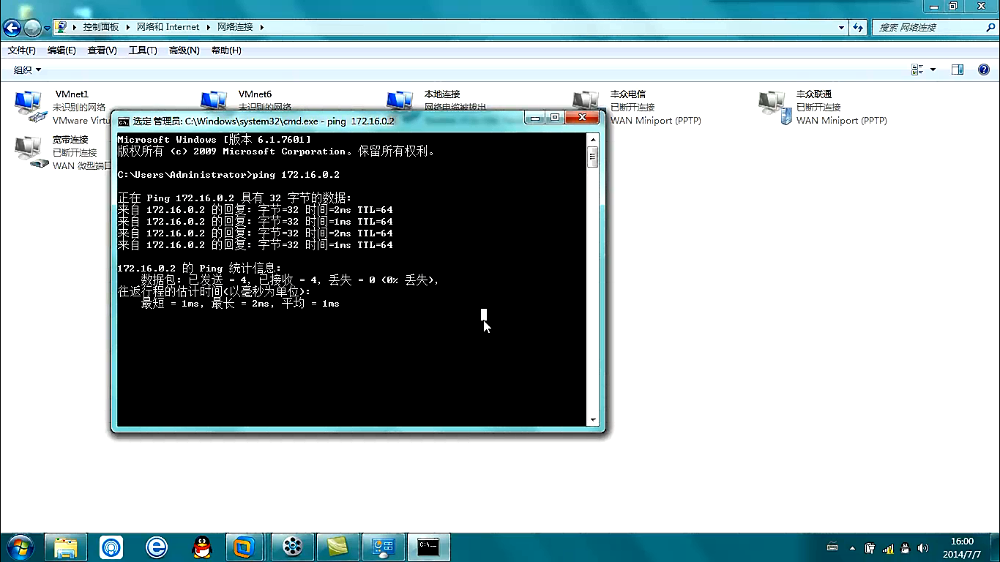 控制面板 网络和 Internet 网络连接
搜索 网络连接
文件(F) 编辑(E) 查看(V) 工具(T) 高级(N) 帮助(H)
组织
VMnet1
未识别的网络
VMware Virtu
VMnet6
未识别的网络
本地连接
网络电缆被拔出
丰众电信
已断开连接
WAN Miniport (PPTP)
丰众联通
已断开连接
WAN Miniport (PPTP)
宽带连接
已断开连接
WAN 微型端口
选定 管理员: C:\Windows\system32\cmd.exe - ping 172.16.0.2
Microsoft Windows [版本 6.1.7601]
版权所有 (c) 2009 Microsoft Corporation。保留所有权利。
C:\Users\Administrator>ping 172.16.0.2
正在 Ping 172.16.0.2 具有 32 字节的数据:
来自 172.16.0.2 的回复: 字节=32 时间=2ms TTL=64
来自 172.16.0.2 的回复: 字节=32 时间=1ms TTL=64
来自 172.16.0.2 的回复: 字节=32 时间=2ms TTL=64
来自 172.16.0.2 的回复: 字节=32 时间=1ms TTL=64
172.16.0.2 的 Ping 统计信息:
数据包: 已发送 = 4, 已接收 = 4, 丢失 = 0 (0% 丢失),
往返行程的估计时间(以毫秒为单位):
最短 = 1ms, 最长 = 2ms, 平均 = 1ms
16:00
2014/7/7